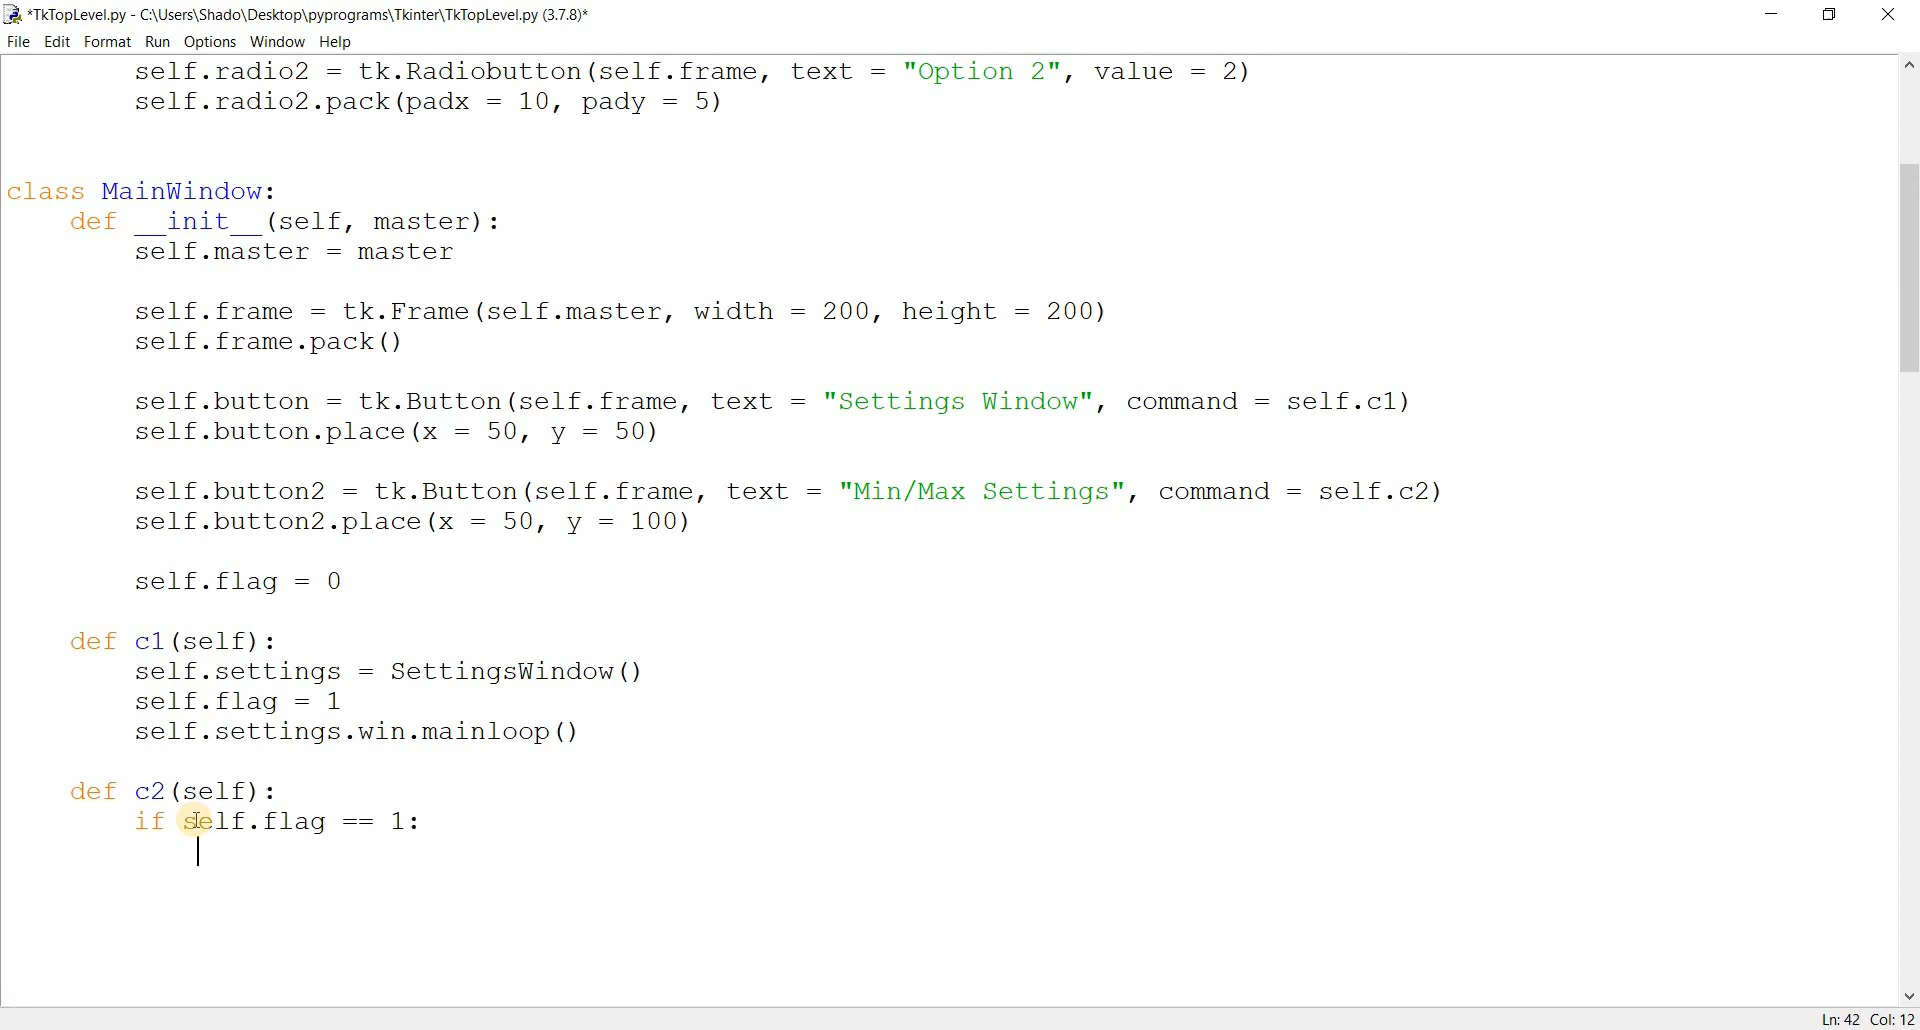 *TkTopLevel.py - C:\Users\Shado\Desktop\pyprograms\Tkinter\TkTopLevel.py (3.7.8)*
File Edit Format Run Options Window Help
self.radio2 = tk.Radiobutton(self.frame, text = "Option 2", value = 2)
self.radio2.pack(padx = 10, pady = 5)
class MainWindow:
def __init__(self, master):
self.master = master
self.frame = tk.Frame(self.master, width = 200, height = 200)
self.frame.pack()
self.button = tk.Button(self.frame, text = "Settings Window", command = self.c1)
self.button.place(x = 50, y = 50)
self.button2 = tk.Button(self.frame, text = "Min/Max Settings", command = self.c2)
self.button2.place(x = 50, y = 100)
self.flag = 0
def c1(self):
self.settings = SettingsWindow()
self.flag = 1
self.settings.win.mainloop()
def c2(self):
if self.flag == 1:
Ln: 42 Col: 12